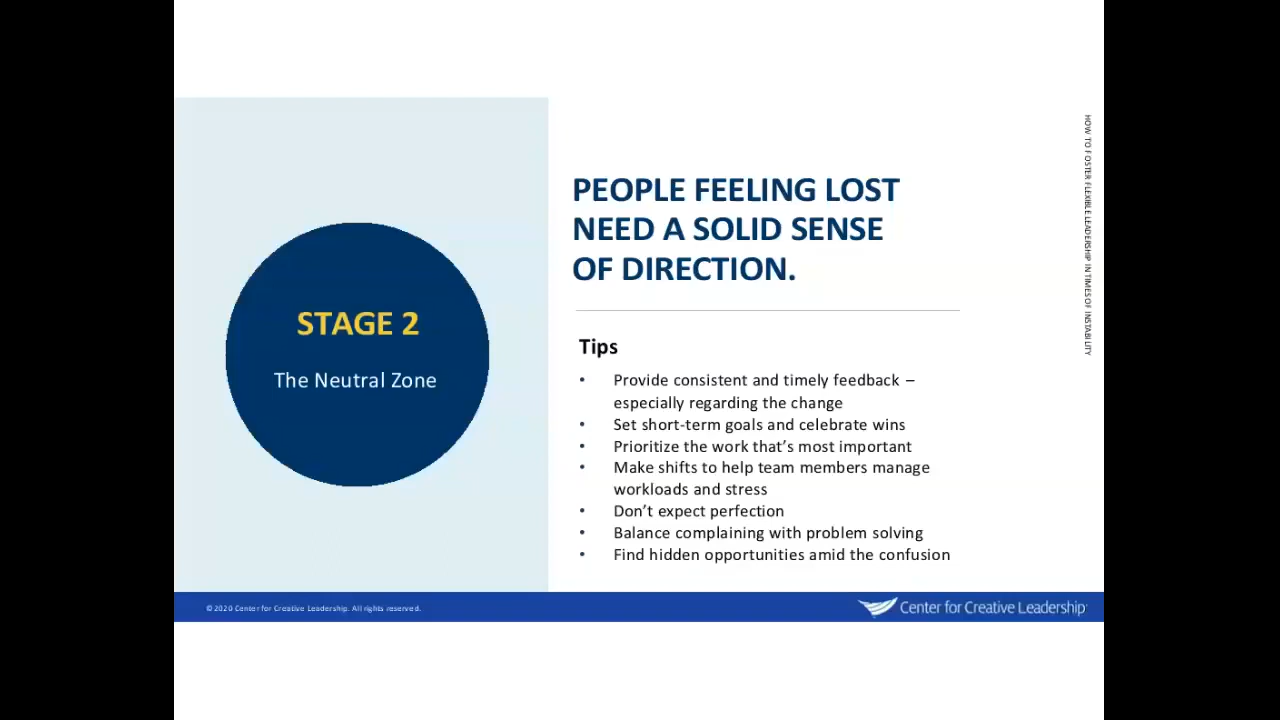 HOW TO FOSTER FLEXIBLE LEADERSHIP IN TIMES OF INSTABILITY
STAGE 2
The Neutral Zone
PEOPLE FEELING LOST
NEED A SOLID SENSE
OF DIRECTION.
Tips
• Provide consistent and timely feedback –
especially regarding the change
• Set short-term goals and celebrate wins
• Prioritize the work that’s most important
• Make shifts to help team members manage
workloads and stress
• Don’t expect perfection
• Balance complaining with problem solving
• Find hidden opportunities amid the confusion
© 2020 Center for Creative Leadership. All rights reserved.
Center for Creative Leadership